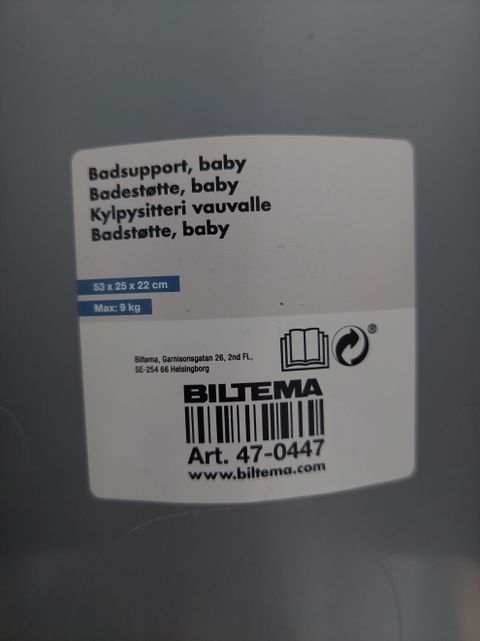 Badsupport, baby
Badestøtte, baby
Kylpysitteri vauvalle
Badstøtte, baby
53 x 25 x 22 cm
Max: 9 kg
®
Biltema, Garnisonsgatan 26, 2nd FL,
SE-254 66 Helsingborg
BILTEMA
Art. 47-0447
www.biltema.com